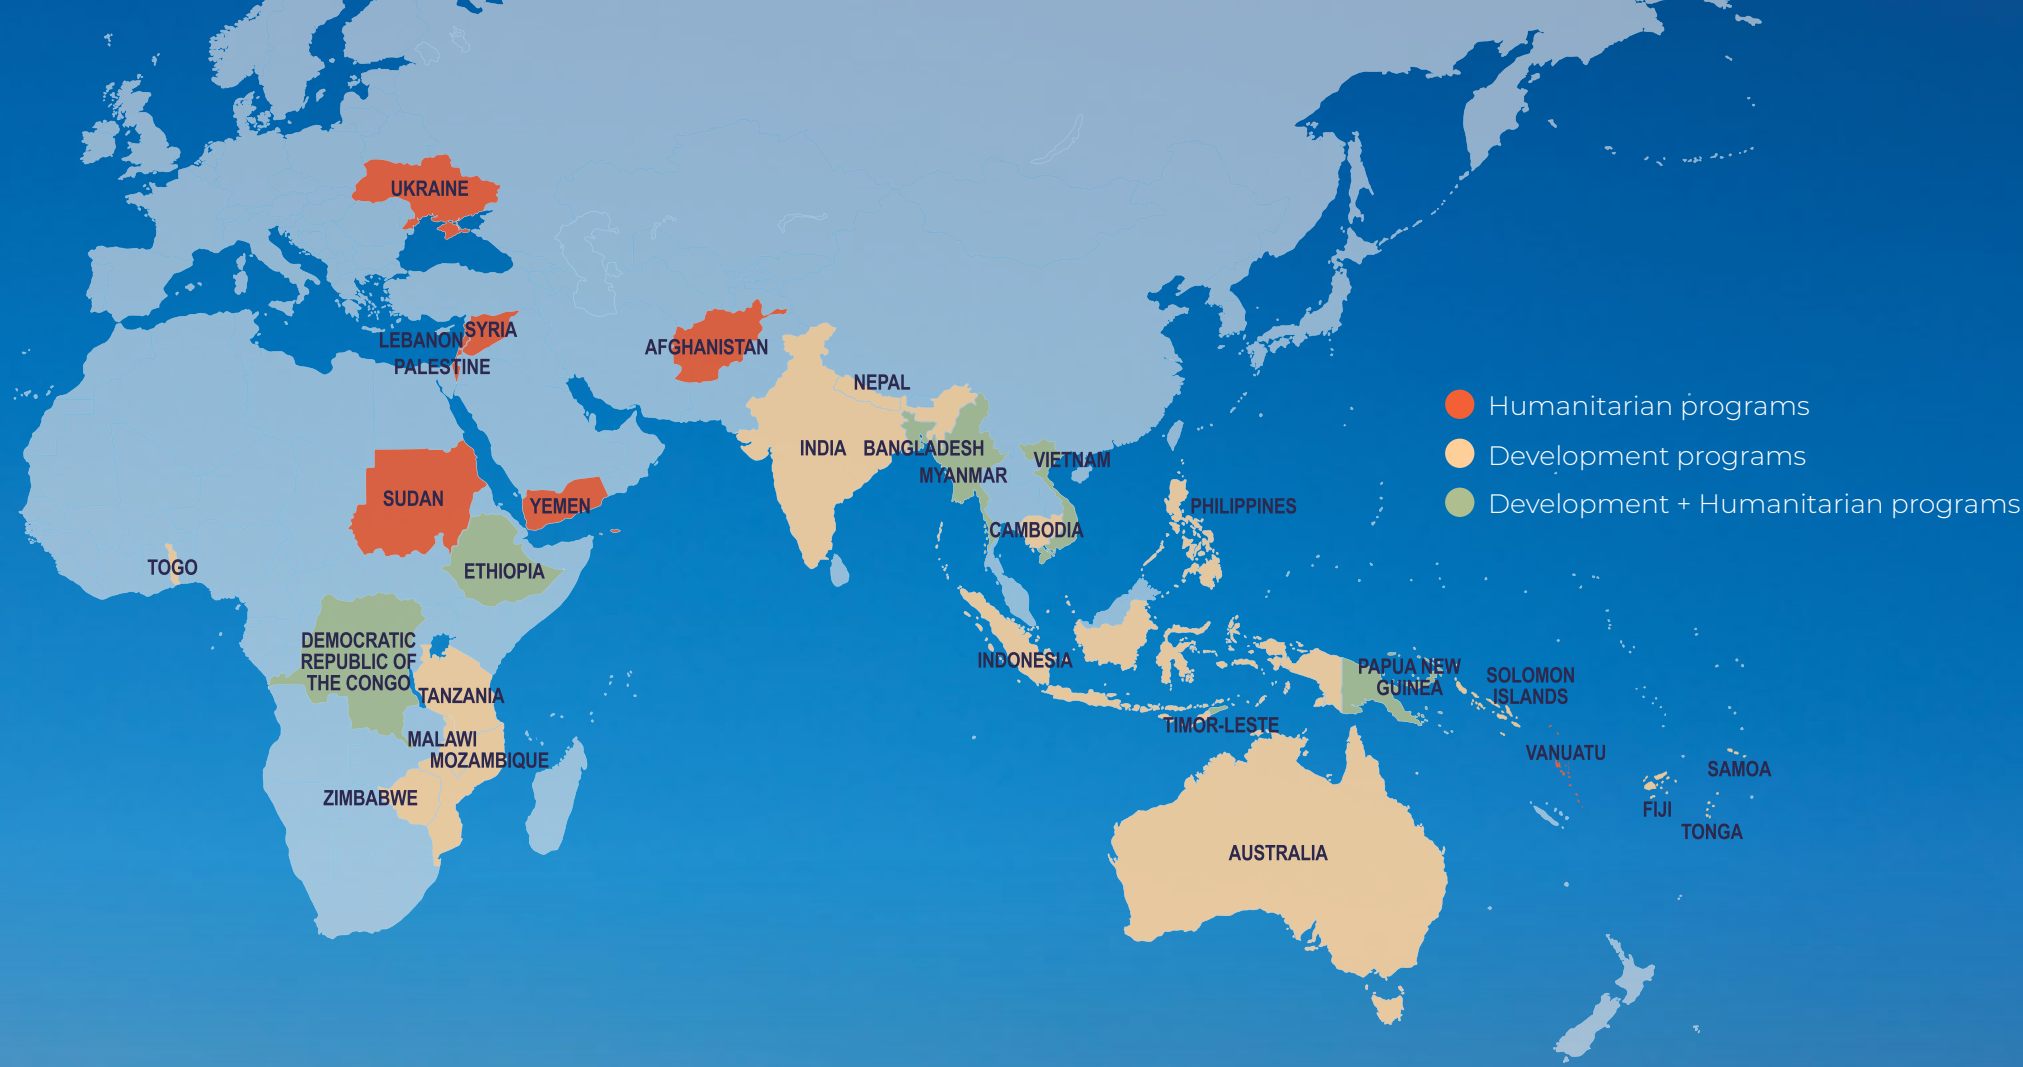 UKRAINE
SYRIA
LEBANON
PALESTINE
AFGHANISTAN
NEPAL
INDIA
BANGLADESH
MYANMAR
VIETNAM
CAMBODIA
PHILIPPINES
SUDAN
YEMEN
TOGO
ETHIOPIA
DEMOCRATIC
REPUBLIC OF
THE CONGO
TANZANIA
MALAWI
MOZAMBIQUE
ZIMBABWE
INDONESIA
TIMOR-LESTE
PAPUA NEW
GUINEA
SOLOMON
ISLANDS
VANUATU
SAMOA
FIJI
TONGA
AUSTRALIA
Humanitarian programs
Development programs
Development + Humanitarian programs